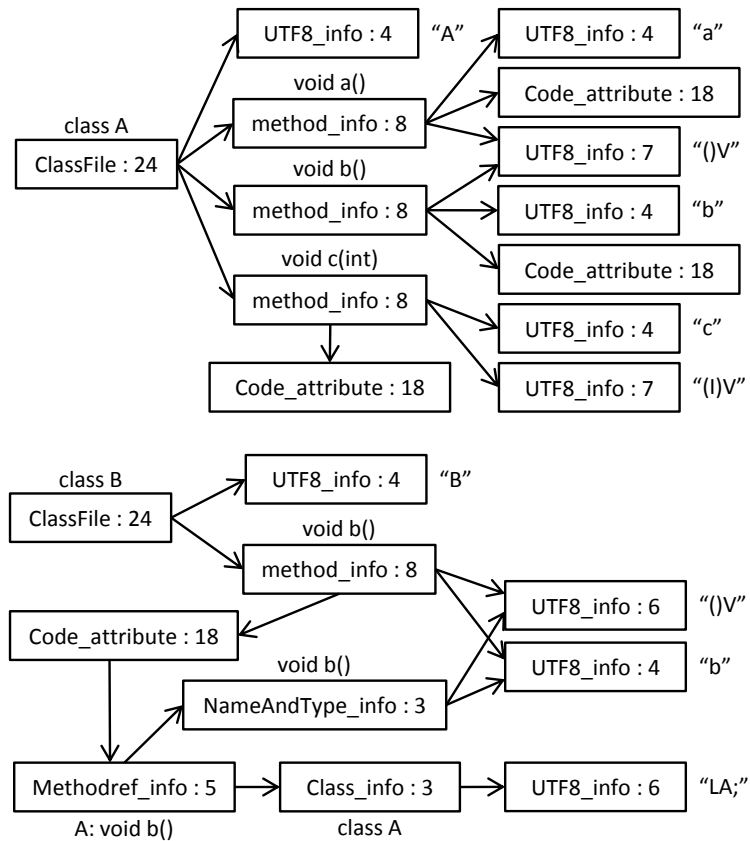 UTF8_info : 4 “A” UTF8_info : 4 “a”
void a() Code_attribute : 18
class A method_info : 8
ClassFile : 24 void b() UTF8_info : 7 “()V”
method_info : 8 UTF8_info : 4 “b”
void c(int) Code_attribute : 18
method_info : 8
UTF8_info : 4 “c”
Code_attribute : 18 UTF8_info : 7 “(I)V”
class B UTF8_info : 4 “B”
ClassFile : 24 void b()
method_info : 8
UTF8_info : 6 “()V”
Code_attribute : 18
void b() UTF8_info : 4 “b”
NameAndType_info : 3
Methodref_info : 5 Class_info : 3 UTF8_info : 6 “LA;”
A: void b() class A